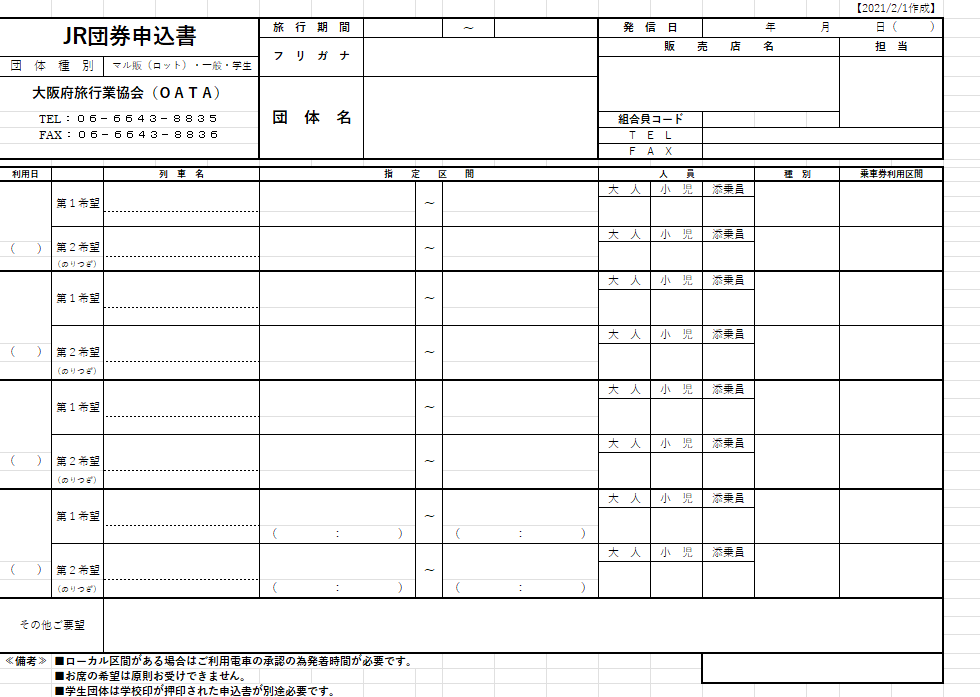 【2021/2/1作成】
JR団券申込書
旅　行　期　間　～
発　信　日　年　月　日（　）
フ　リ　ガ　ナ
販　売　店　名　担　当
団　体　種　別　マル販（ロット）・一般・学生
大阪府旅行業協会（ＯＡＴＡ）
団　体　名
TEL：０６－６６４３－８８３５
組合員コード
FAX：０６－６６４３－８８３６
Ｔ　Ｅ　Ｌ
Ｆ　Ａ　Ｘ
利用日　列　車　名　指　定　区　間　人　員　種　別　乗車券利用区間
大　人　小　児　添乗員
第１希望　～
大　人　小　児　添乗員
（　）　第２希望　～
（のりつぎ）
大　人　小　児　添乗員
第１希望　～
大　人　小　児　添乗員
（　）　第２希望　～
（のりつぎ）
大　人　小　児　添乗員
第１希望　～
大　人　小　児　添乗員
（　）　第２希望　～
（のりつぎ）
大　人　小　児　添乗員
第１希望　～
（　：　）　（　：　）
大　人　小　児　添乗員
（　）　第２希望　～
（のりつぎ）　（　：　）　（　：　）
その他ご要望
≪備考≫　■ローカル区間がある場合はご利用電車の承認の為発着時間が必要です。
■お席の希望は原則お受けできません。
■学生団体は学校印が押印された申込書が別途必要です。